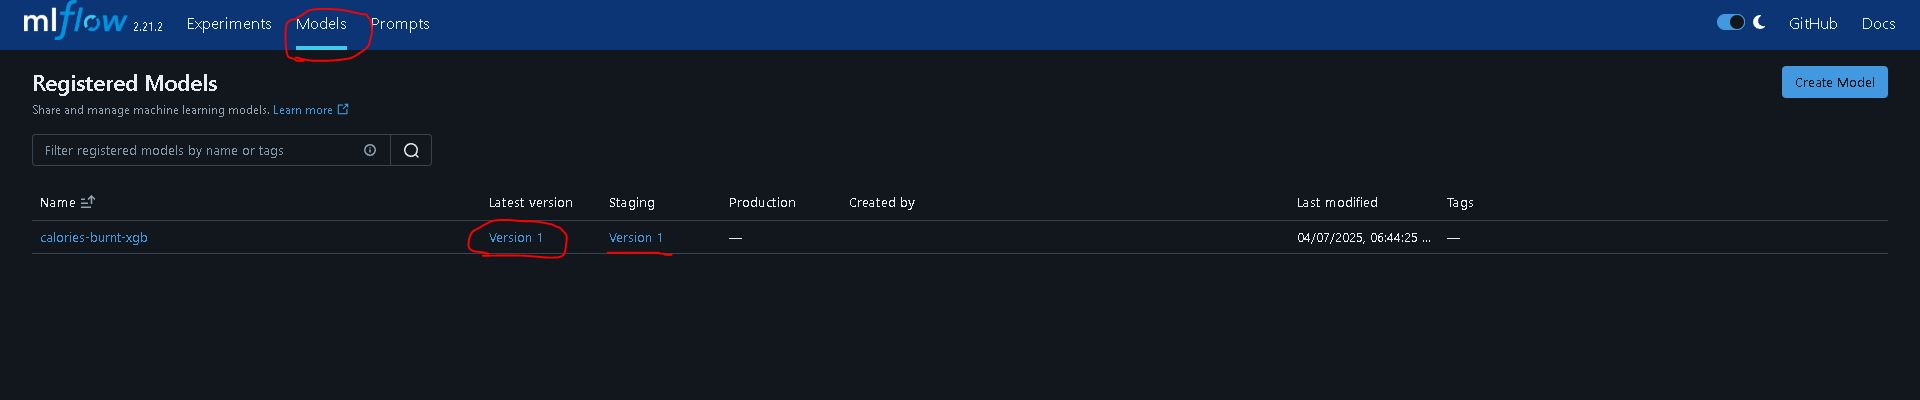 mlflow 2.21.2 Experiments Models Prompts GitHub Docs
Registered Models
Create Model
Share and manage machine learning models. Learn more
Filter registered models by name or tags
Name Latest version Staging Production Created by Last modified Tags
calories-burnt-xgb Version 1 Version 1 — 04/07/2025, 06:44:25 ... —